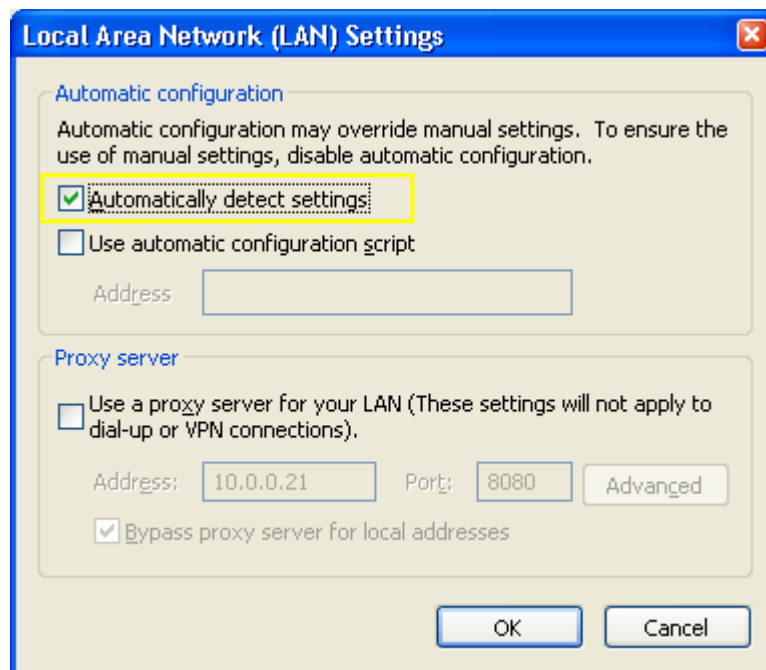 Local Area Network (LAN) Settings
Automatic configuration
Automatic configuration may override manual settings. To ensure the
use of manual settings, disable automatic configuration.
Automatically detect settings
Use automatic configuration script
Address
Proxy server
Use a proxy server for your LAN (These settings will not apply to
dial-up or VPN connections).
Address: 10.0.0.21 Port: 8080 Advanced
Bypass proxy server for local addresses
OK Cancel